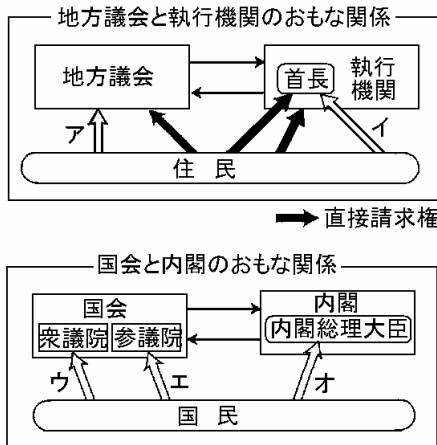 地方議会と執行機関のおもな関係
地方議会
首長
執行機関
ア
イ
住民
直接請求権
国会と内閣のおもな関係
国会
衆議院 参議院
内閣
内閣総理大臣
ウ
エ
オ
国民